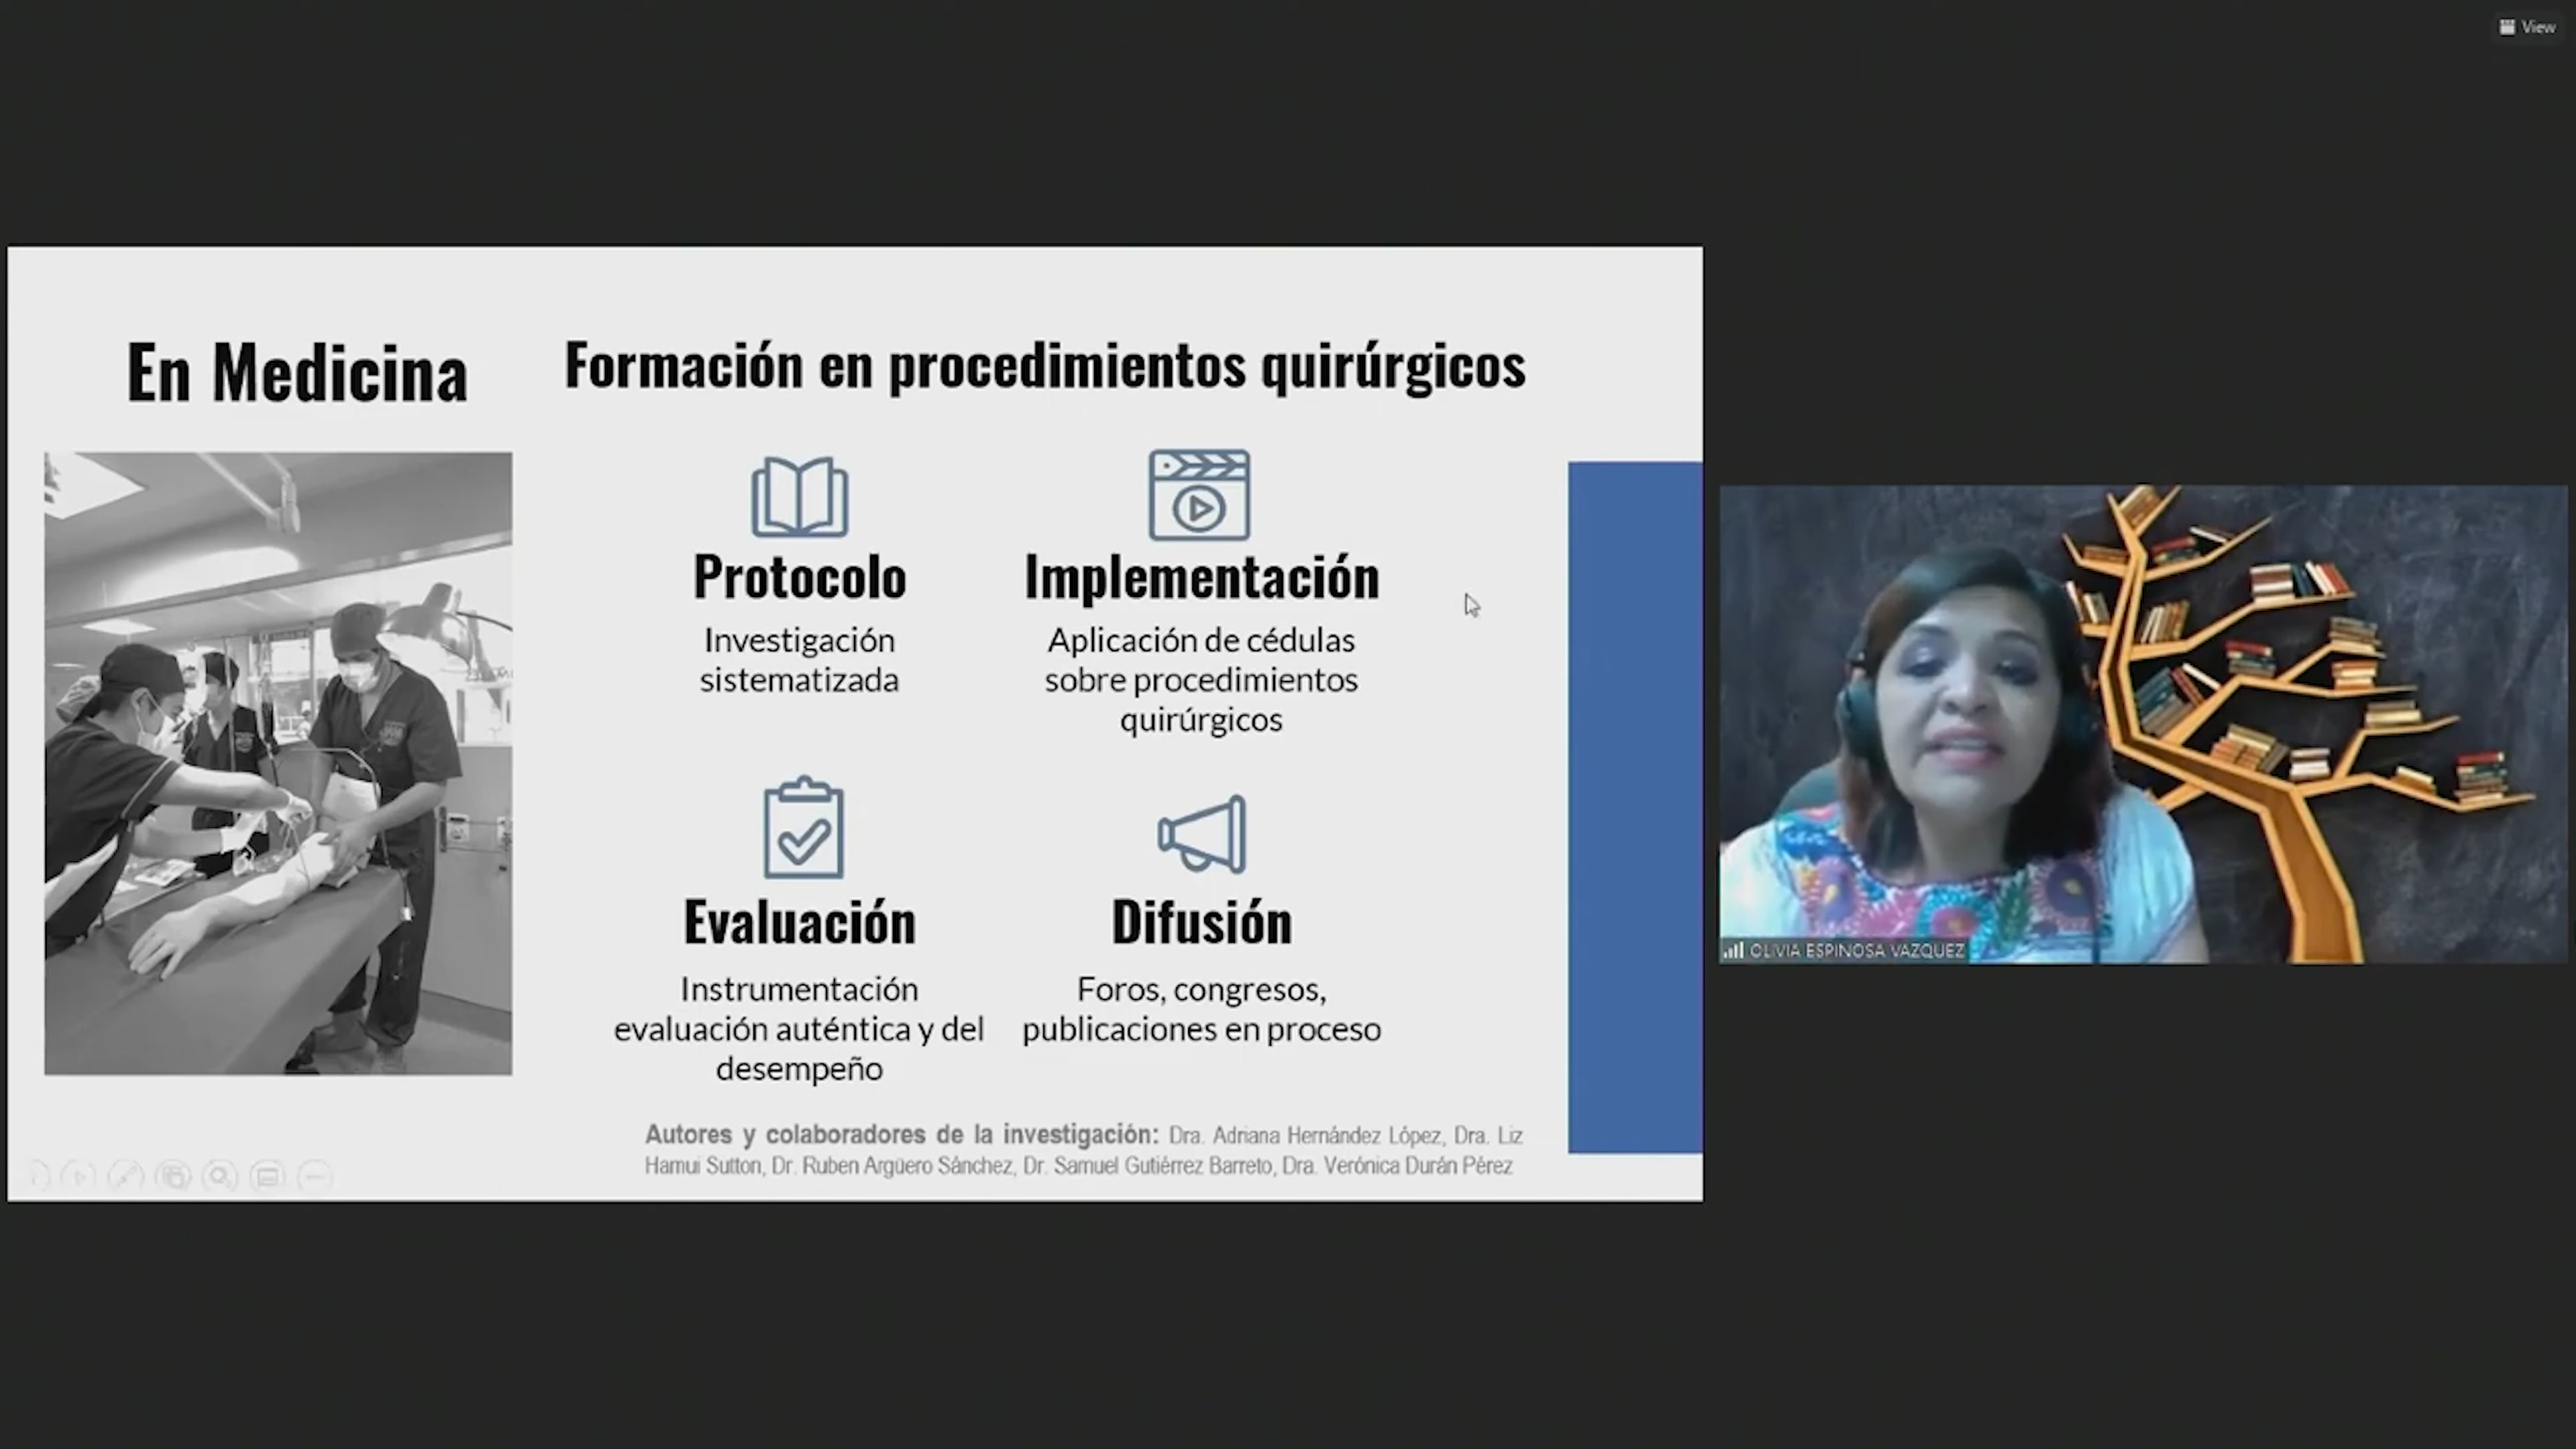 View
En Medicina
Formación en procedimientos quirúrgicos
Protocolo
Investigación
sistematizada
Implementación
Aplicación de cédulas
sobre procedimientos
quirúrgicos
Evaluación
Instrumentación
evaluación auténtica y del
desempeño
Difusión
Foros, congresos,
publicaciones en proceso
Autores y colaboradores de la investigación: Dra. Adriana Hernández López, Dra. Liz
Hamui Sutton, Dr. Ruben Argüero Sánchez, Dr. Samuel Gutiérrez Barreto, Dra. Verónica Durán Pérez
OLIVIA ESPINOSA VAZQUEZ